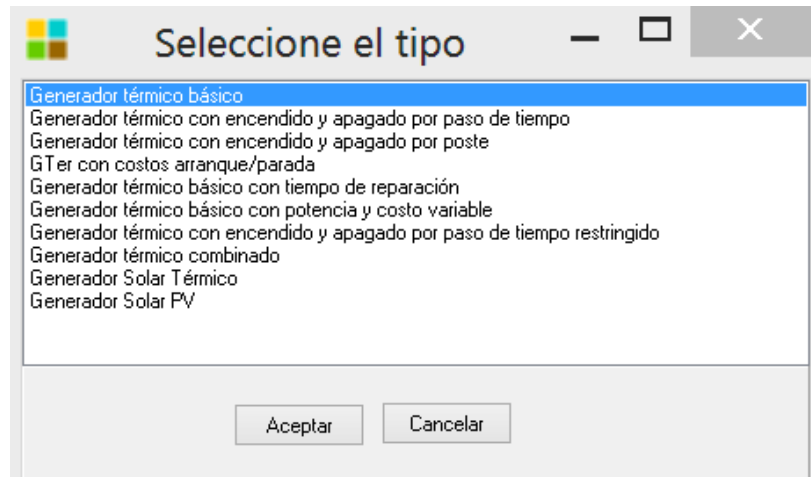 Seleccione el tipo
Generador térmico básico
Generador térmico con encendido y apagado por paso de tiempo
Generador térmico con encendido y apagado por poste
GTer con costos arranque/parada
Generador térmico básico con tiempo de reparación
Generador térmico básico con potencia y costo variable
Generador térmico con encendido y apagado por paso de tiempo restringido
Generador térmico combinado
Generador Solar Térmico
Generador Solar PV
Aceptar Cancelar